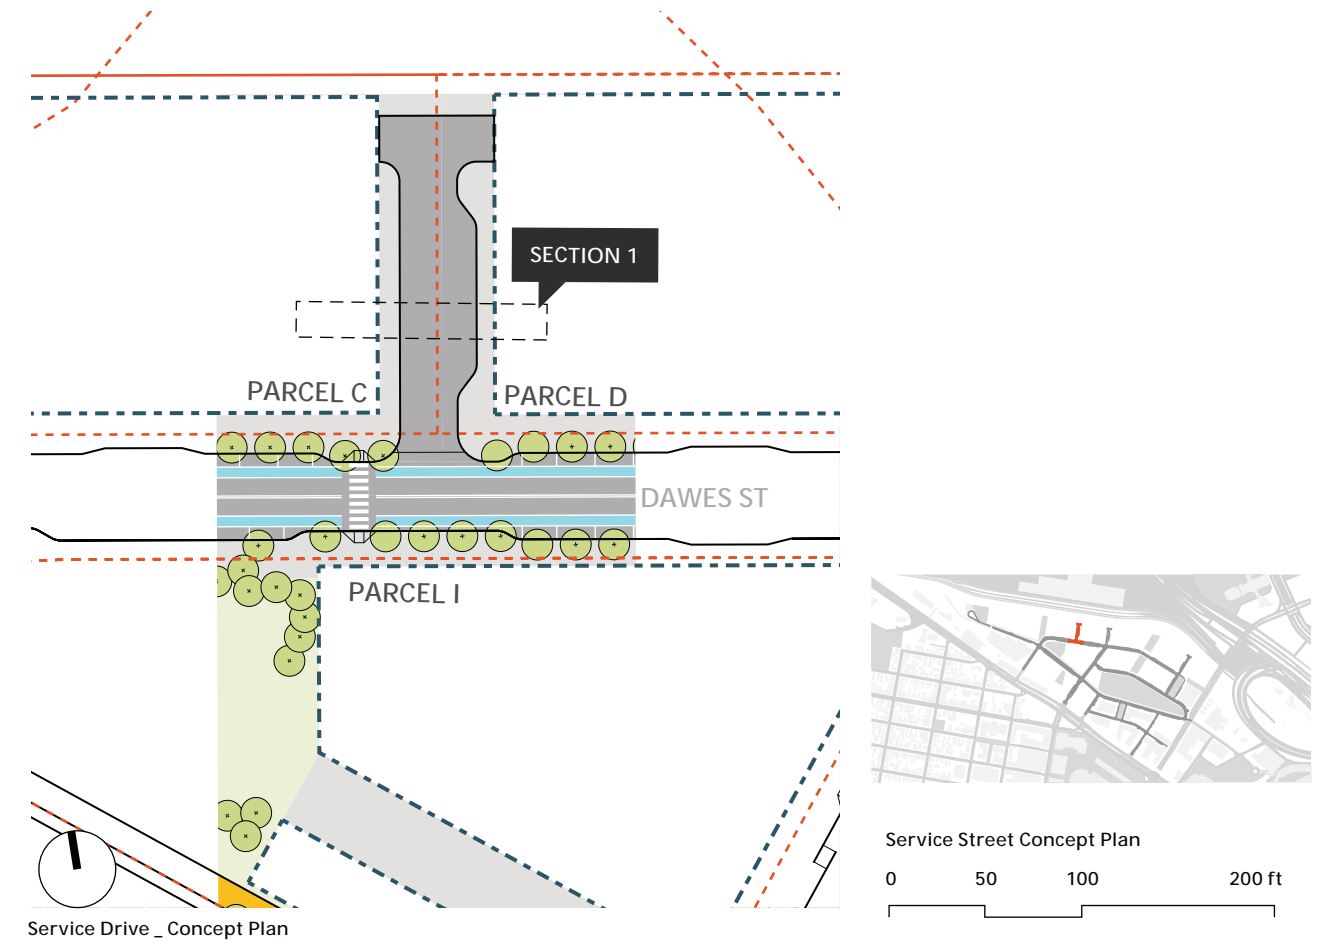 SECTION 1
PARCEL C
PARCEL D
DAWES ST
PARCEL I
Service Street Concept Plan
0 50 100 200 ft
Service Drive _ Concept Plan